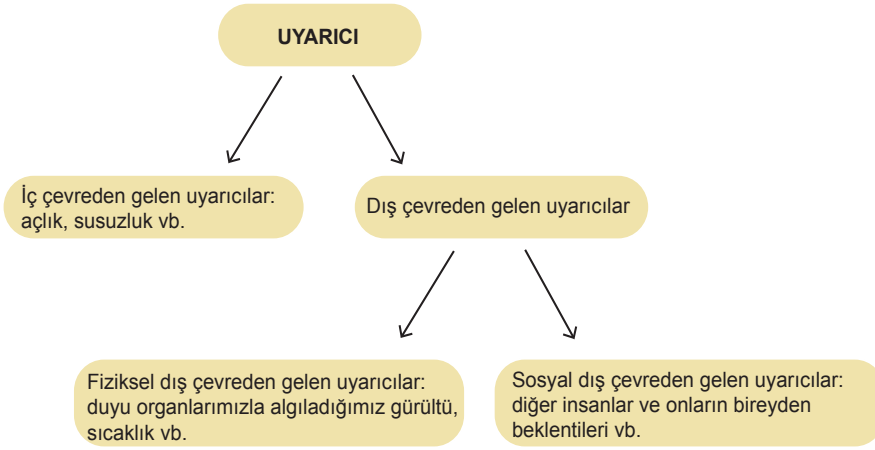 UYARICI
İç çevreden gelen uyarıcılar:
açlık, susuzluk vb.
Dış çevreden gelen uyarıcılar
Fiziksel dış çevreden gelen uyarıcılar:
duyu organlarımızla algıladığımız gürültü,
sıcaklık vb.
Sosyal dış çevreden gelen uyarıcılar:
diğer insanlar ve onların bireyden
beklentileri vb.